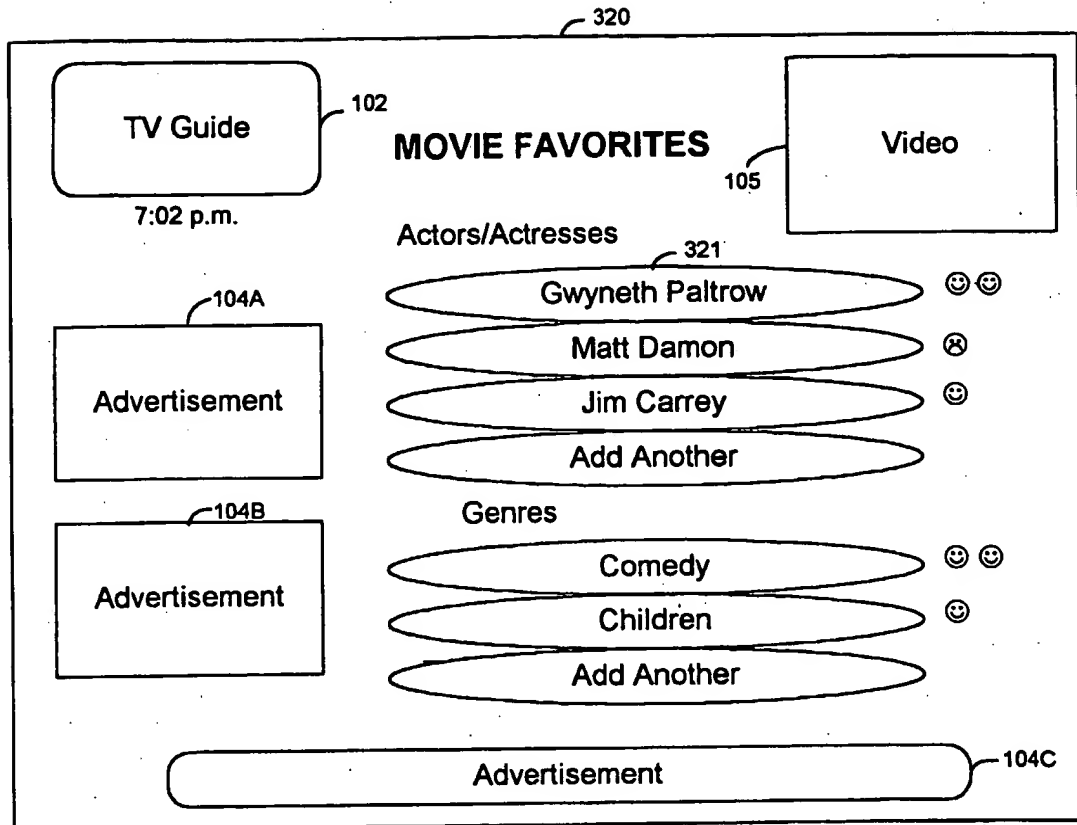 320
TV Guide
102
MOVIE FAVORITES
Video
105
7:02 p.m.
Actors/Actresses
321
Gwyneth Paltrow
104A
Matt Damon
Advertisement
Jim Carrey
Add Another
104B
Genres
Comedy
Advertisement
Children
Add Another
Advertisement
104C